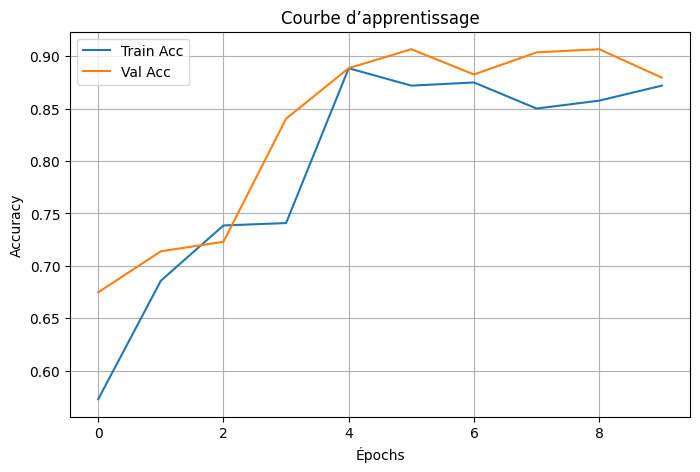 Courbe d’apprentissage
Train Acc
Val Acc
Accuracy
0.90
0.85
0.80
0.75
0.70
0.65
0.60
0 2 4 6 8
Épochs